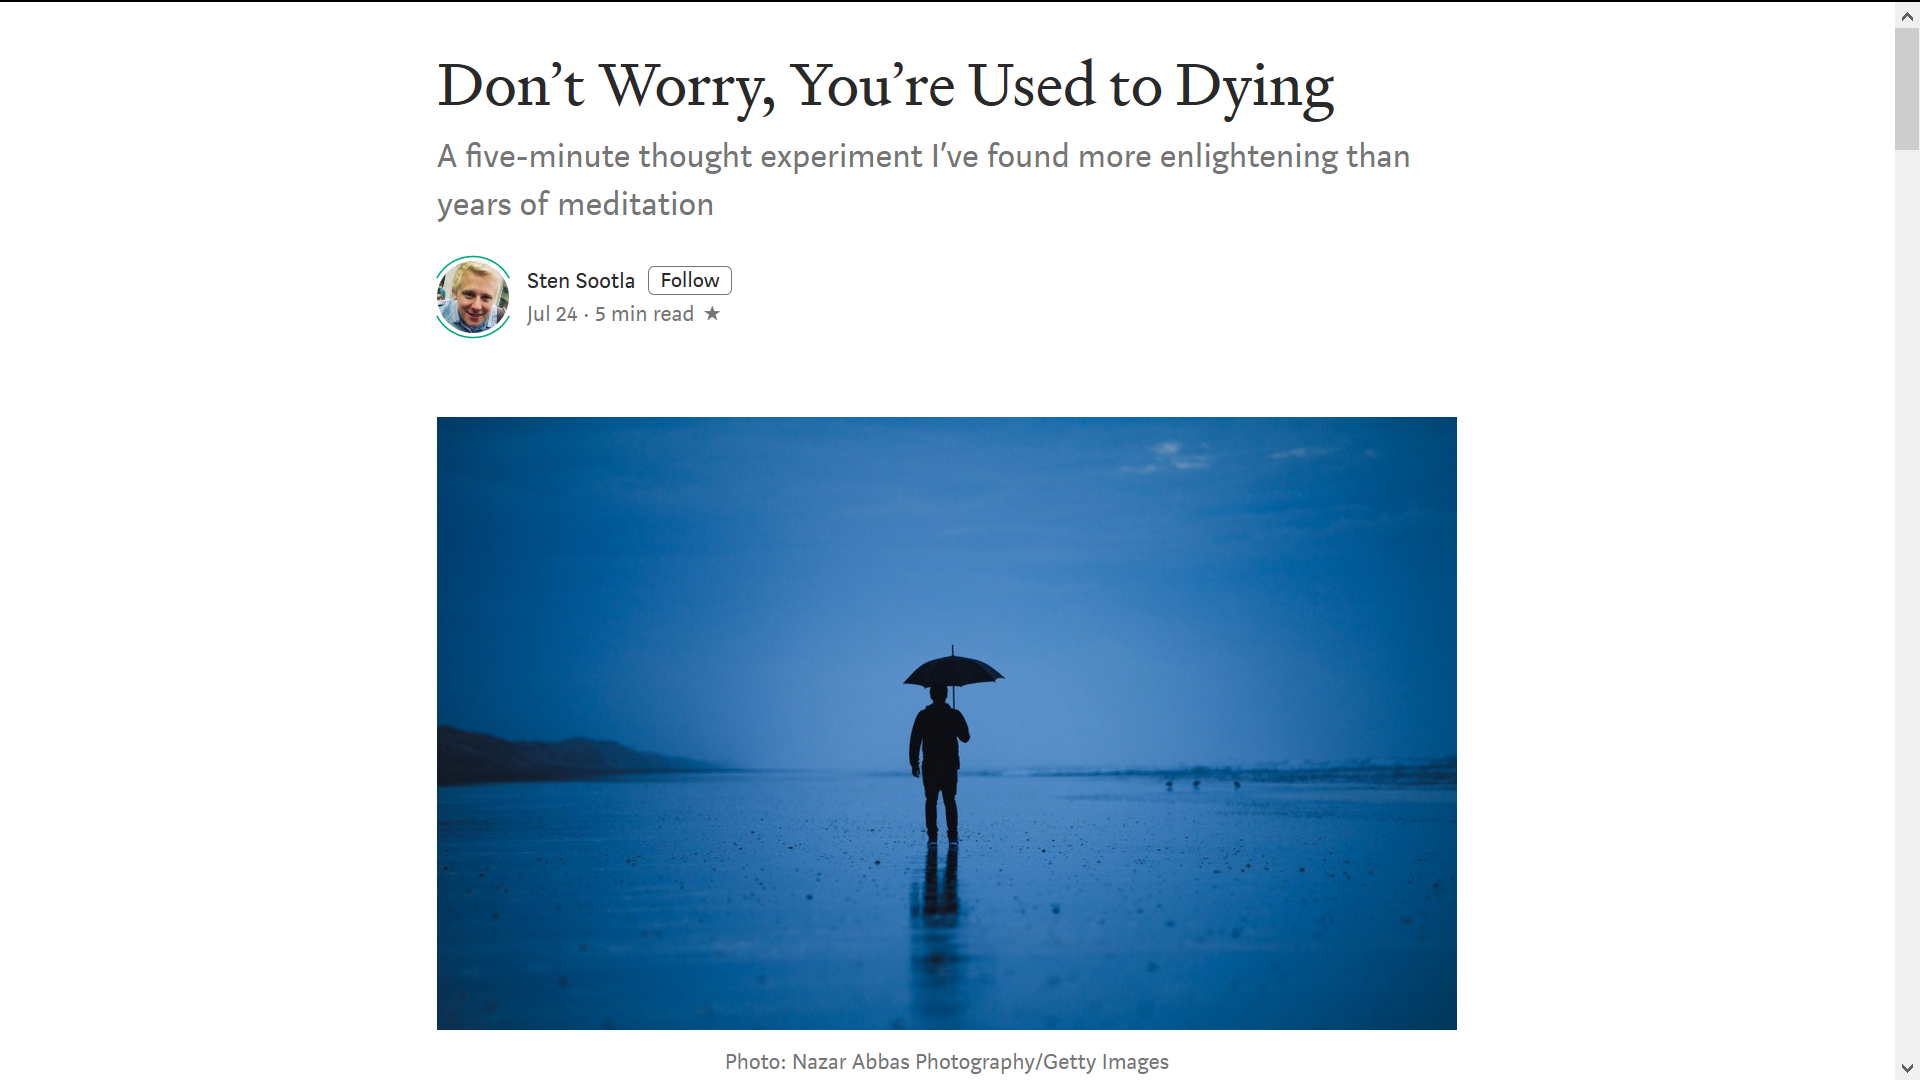 Don’t Worry, You’re Used to Dying
A five-minute thought experiment I’ve found more enlightening than
years of meditation
Sten Sootla Follow
Jul 24 · 5 min read ★
Photo: Nazar Abbas Photography/Getty Images